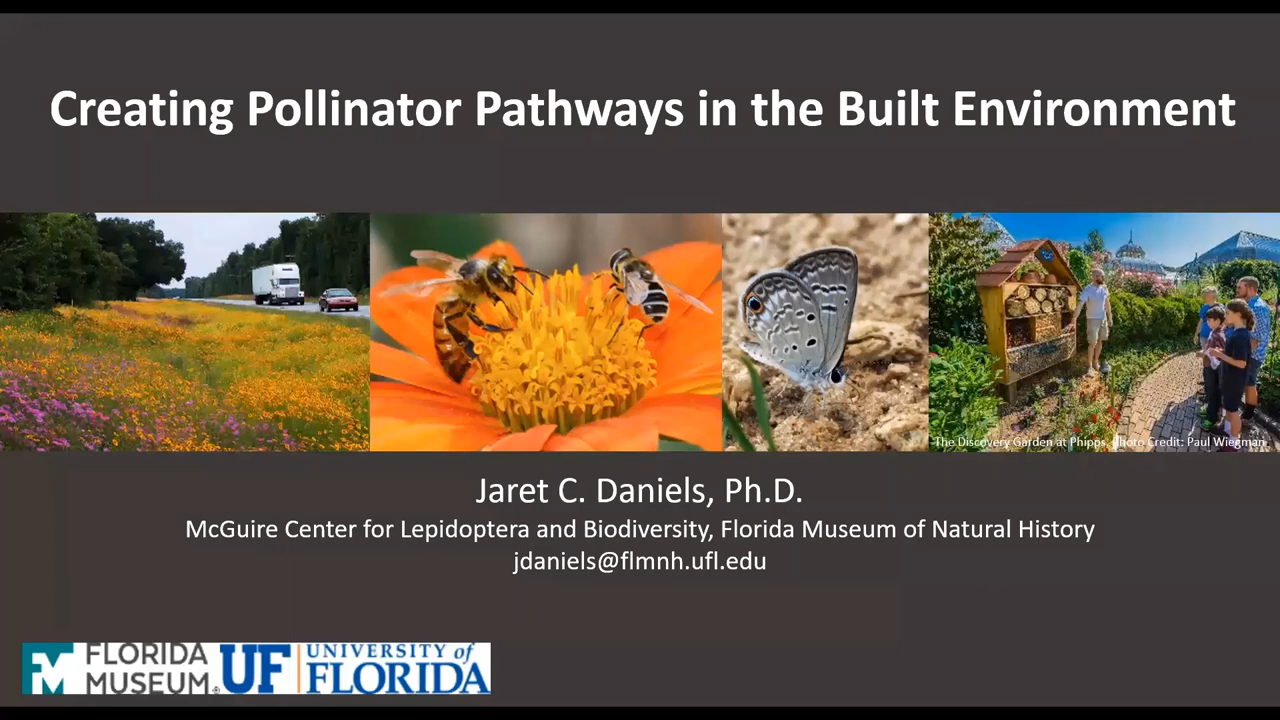 Creating Pollinator Pathways in the Built Environment
The Discovery Garden at Phipps. Photo Credit: Paul Wiegman
Jaret C. Daniels, Ph.D.
McGuire Center for Lepidoptera and Biodiversity, Florida Museum of Natural History
jdaniels@flmnh.ufl.edu
FLORIDA
MUSEUM®
UF
UNIVERSITY of
FLORIDA